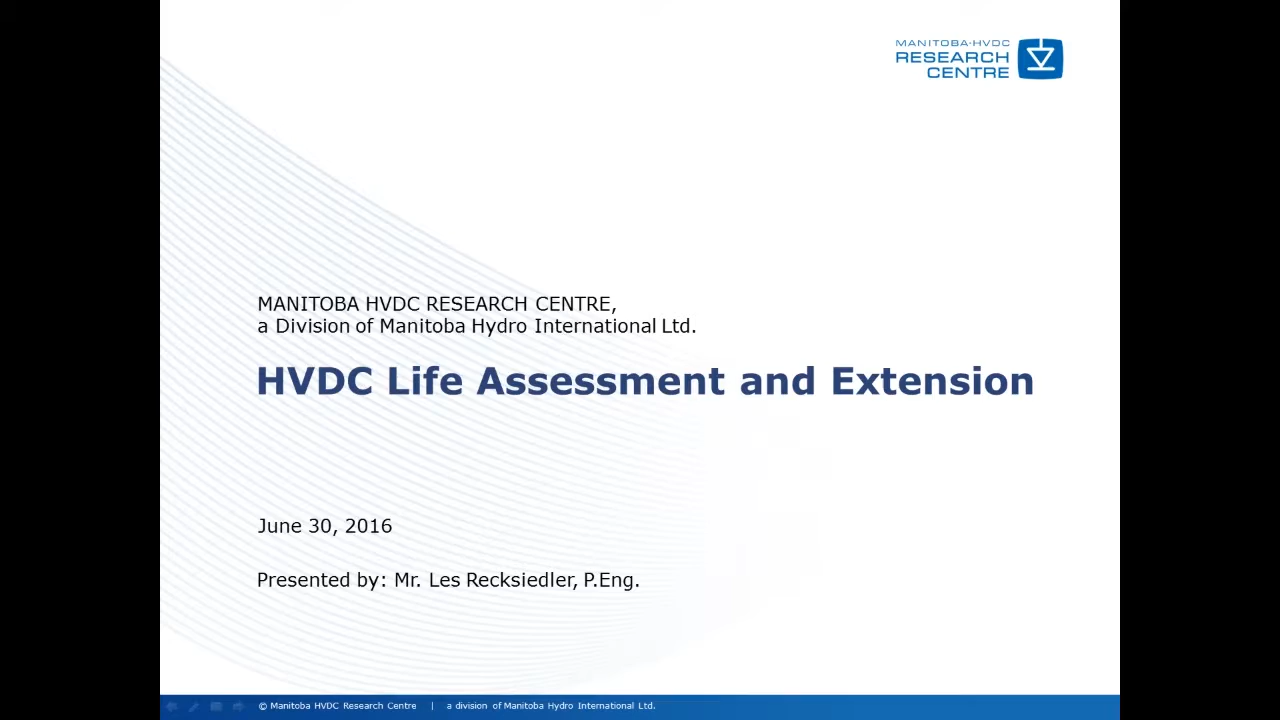 MANITOBA-HVDC
RESEARCH
CENTRE
MANITOBA HVDC RESEARCH CENTRE,
a Division of Manitoba Hydro International Ltd.
HVDC Life Assessment and Extension
June 30, 2016
Presented by: Mr. Les Recksiedler, P.Eng.
© Manitoba HVDC Research Centre | a division of Manitoba Hydro International Ltd.